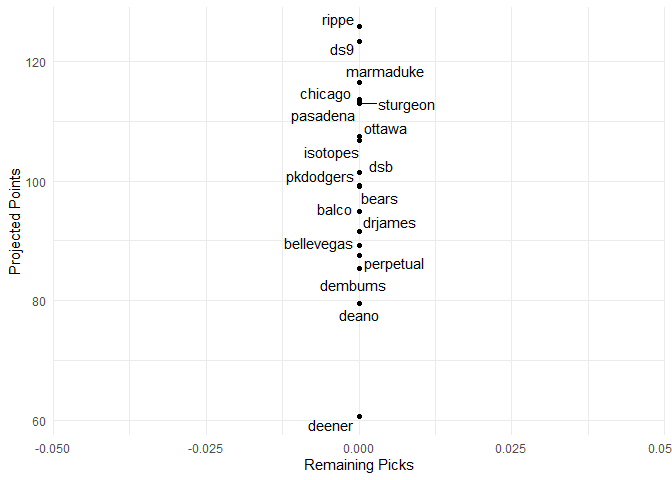 rippe
ds9
120
marmaduke
chicago
sturgeon
pasadena
ottawa
isotopes
dsb
pkdodgers
100
bears
balco
drjames
bellevegas
perpetual
dembums
80
deano
60
deener
-0.050
-0.025
0.000
0.025
0.05
Remaining Picks
Projected Points